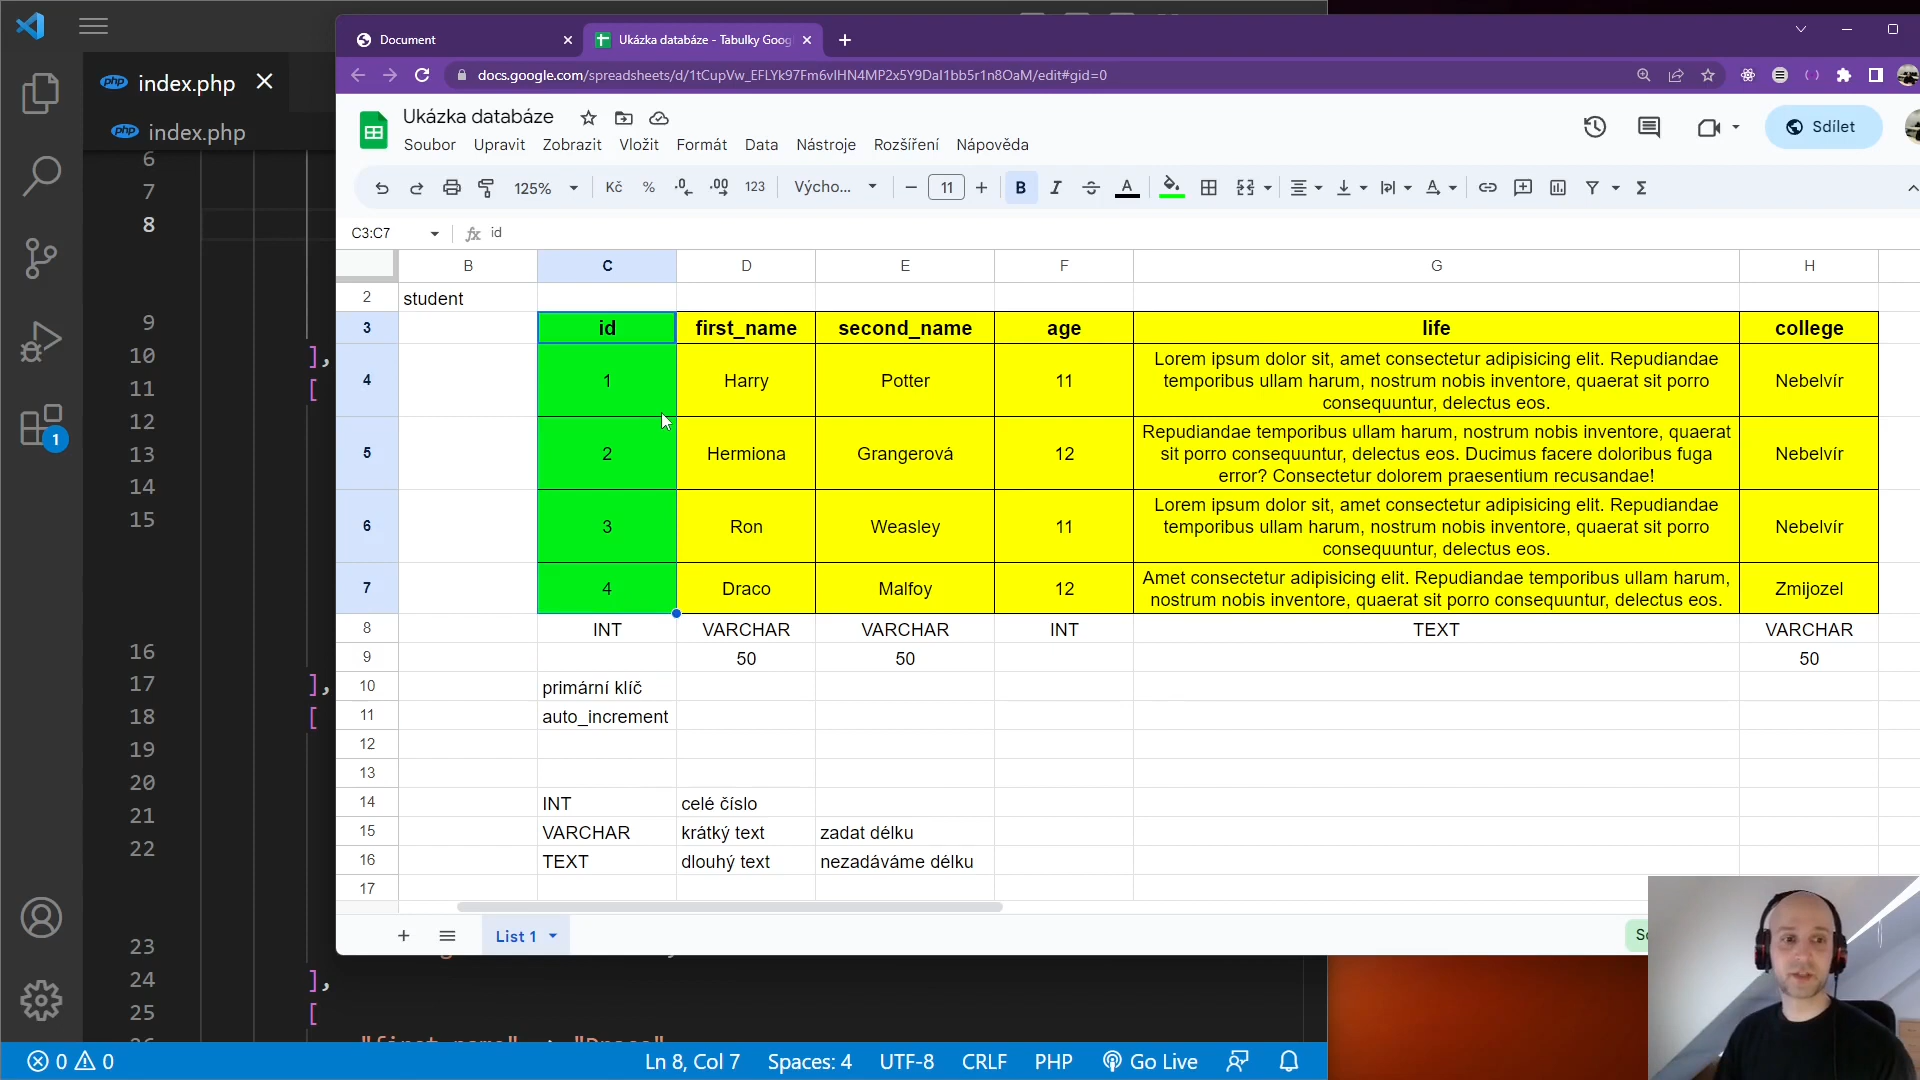 Document
Ukázka databáze - Tabulky Goog
docs.google.com/spreadsheets/d/1tCupVw_EFLYk97Fm6vIHN4MP2x5Y9DaI1bb5r1n8OaM/edit#gid=0
index.php
index.php
Ukázka databáze
Soubor Upravit Zobrazit Vložit Formát Data Nástroje Rozšíření Nápověda
Sdílet
125% Kč % .0 .00 123 Výcho... 11 B I A
C3:C7 fx id
B C D E F G H
2 student
3 id first_name second_name age life college
4 1 Harry Potter 11 Lorem ipsum dolor sit, amet consectetur adipisicing elit. Repudiandae temporibus ullam harum, nostrum nobis inventore, quaerat sit porro consequuntur, delectus eos. Nebelvír
5 2 Hermiona Grangerová 12 Repudiandae temporibus ullam harum, nostrum nobis inventore, quaerat sit porro consequuntur, delectus eos. Ducimus facere doloribus fuga error? Consectetur dolorem praesentium recusandae! Nebelvír
6 3 Ron Weasley 11 Lorem ipsum dolor sit, amet consectetur adipisicing elit. Repudiandae temporibus ullam harum, nostrum nobis inventore, quaerat sit porro consequuntur, delectus eos. Nebelvír
7 4 Draco Malfoy 12 Amet consectetur adipisicing elit. Repudiandae temporibus ullam harum, nostrum nobis inventore, quaerat sit porro consequuntur, delectus eos. Zmijozel
8 INT VARCHAR VARCHAR INT TEXT VARCHAR
9 50 50 50
10 primární klíč
11 auto_increment
12
13
14 INT celé číslo
15 VARCHAR krátký text zadat délku
16 TEXT dlouhý text nezadáváme délku
17
List 1
6
7
8
9
10 ],
11 [
12
13
14
15
16
17 ],
18 [
19
20
21
22
23
24 ],
25 [
1
0 0 Ln 8, Col 7 Spaces: 4 UTF-8 CRLF PHP Go Live